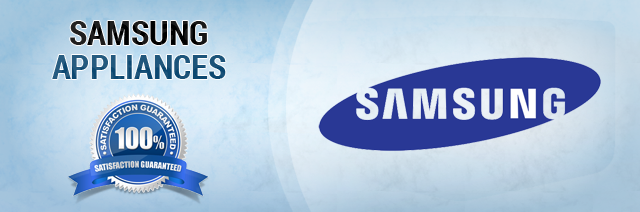 SAMSUNG
APPLIANCES
SATISFACTION GUARANTEED
100%
SATISFACTION GUARANTEED
SAMSUNG